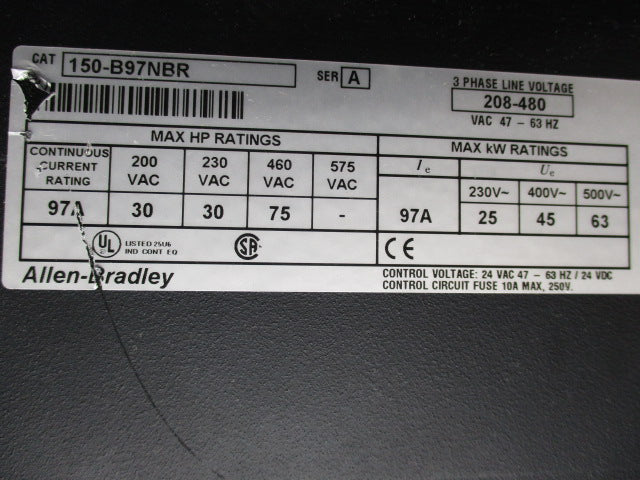 CAT 150-B97NBR SER A
3 PHASE LINE VOLTAGE
208-480
VAC 47 - 63 HZ
MAX HP RATINGS
CONTINUOUS CURRENT RATING 200 VAC 230 VAC 460 VAC 575 VAC
97A 30 30 75 -
MAX kW RATINGS
Ie Ue
230V~ 400V~ 500V~
97A 25 45 63
UL LISTED 25U6
IND CONT EQ
SA
CE
Allen-Bradley
CONTROL VOLTAGE: 24 VAC 47 - 63 HZ / 24 VDC
CONTROL CIRCUIT FUSE 10A MAX, 250V.